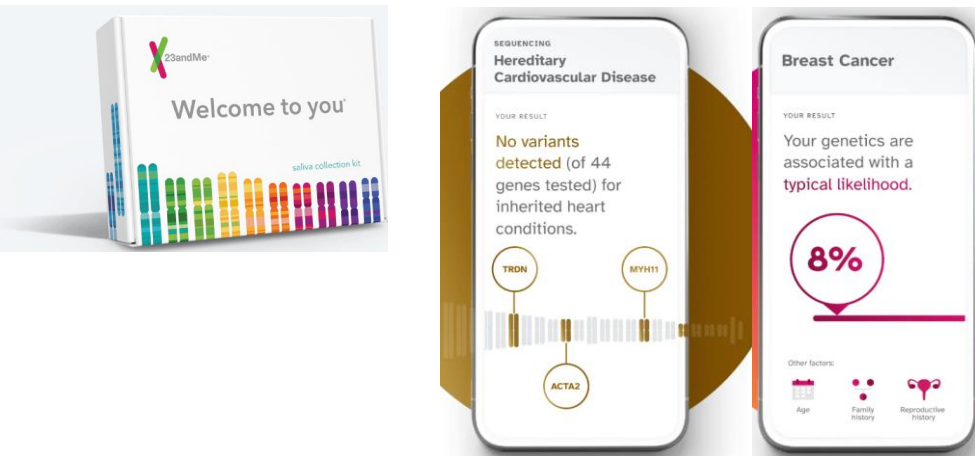 23andMe®
Welcome to you®
saliva collection kit
SEQUENCING
Hereditary
Cardiovascular Disease
YOUR RESULT
No variants
detected (of 44
genes tested) for
inherited heart
conditions.
TRDN
MYH11
ACTA2
Breast Cancer
YOUR RESULT
Your genetics are
associated with a
typical likelihood.
8%
Other factors:
Age
Family
history
Reproductive
history